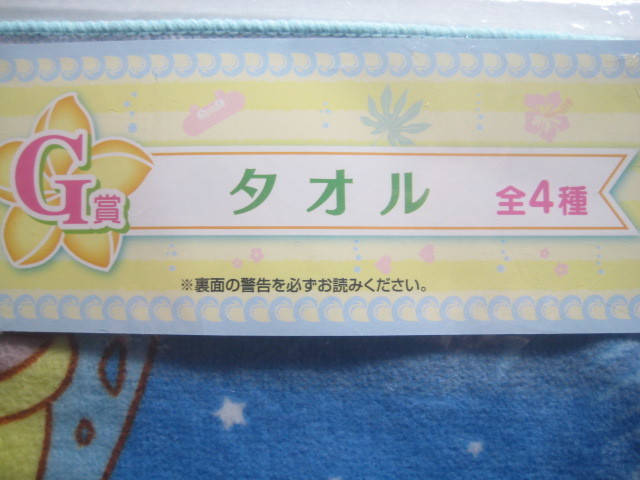 G賞 タオル 全4種
※裏面の警告を必ずお読みください。